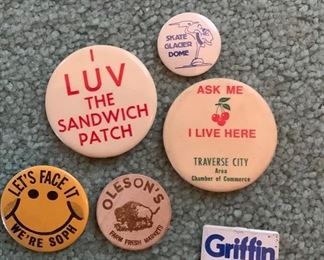 I
LUV
THE
SANDWICH
PATCH
SKATE
GLACIER
DOME
ASK ME
I LIVE HERE
TRAVERSE CITY
Area
Chamber of Commerce
LET'S FACE IT
WE'RE SOPH
OLESON'S
FARM FRESH MARKETS
Griffin